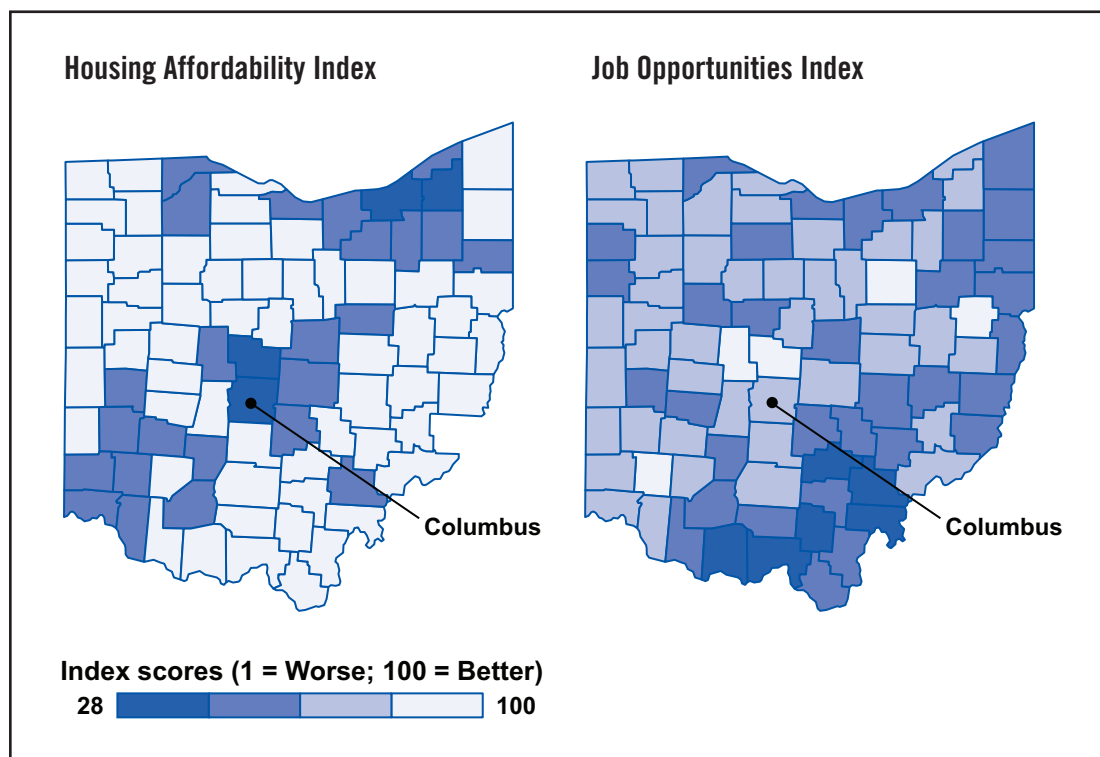 Housing Affordability Index
Job Opportunities Index
Columbus
Columbus
Index scores (1 = Worse; 100 = Better)
28
100